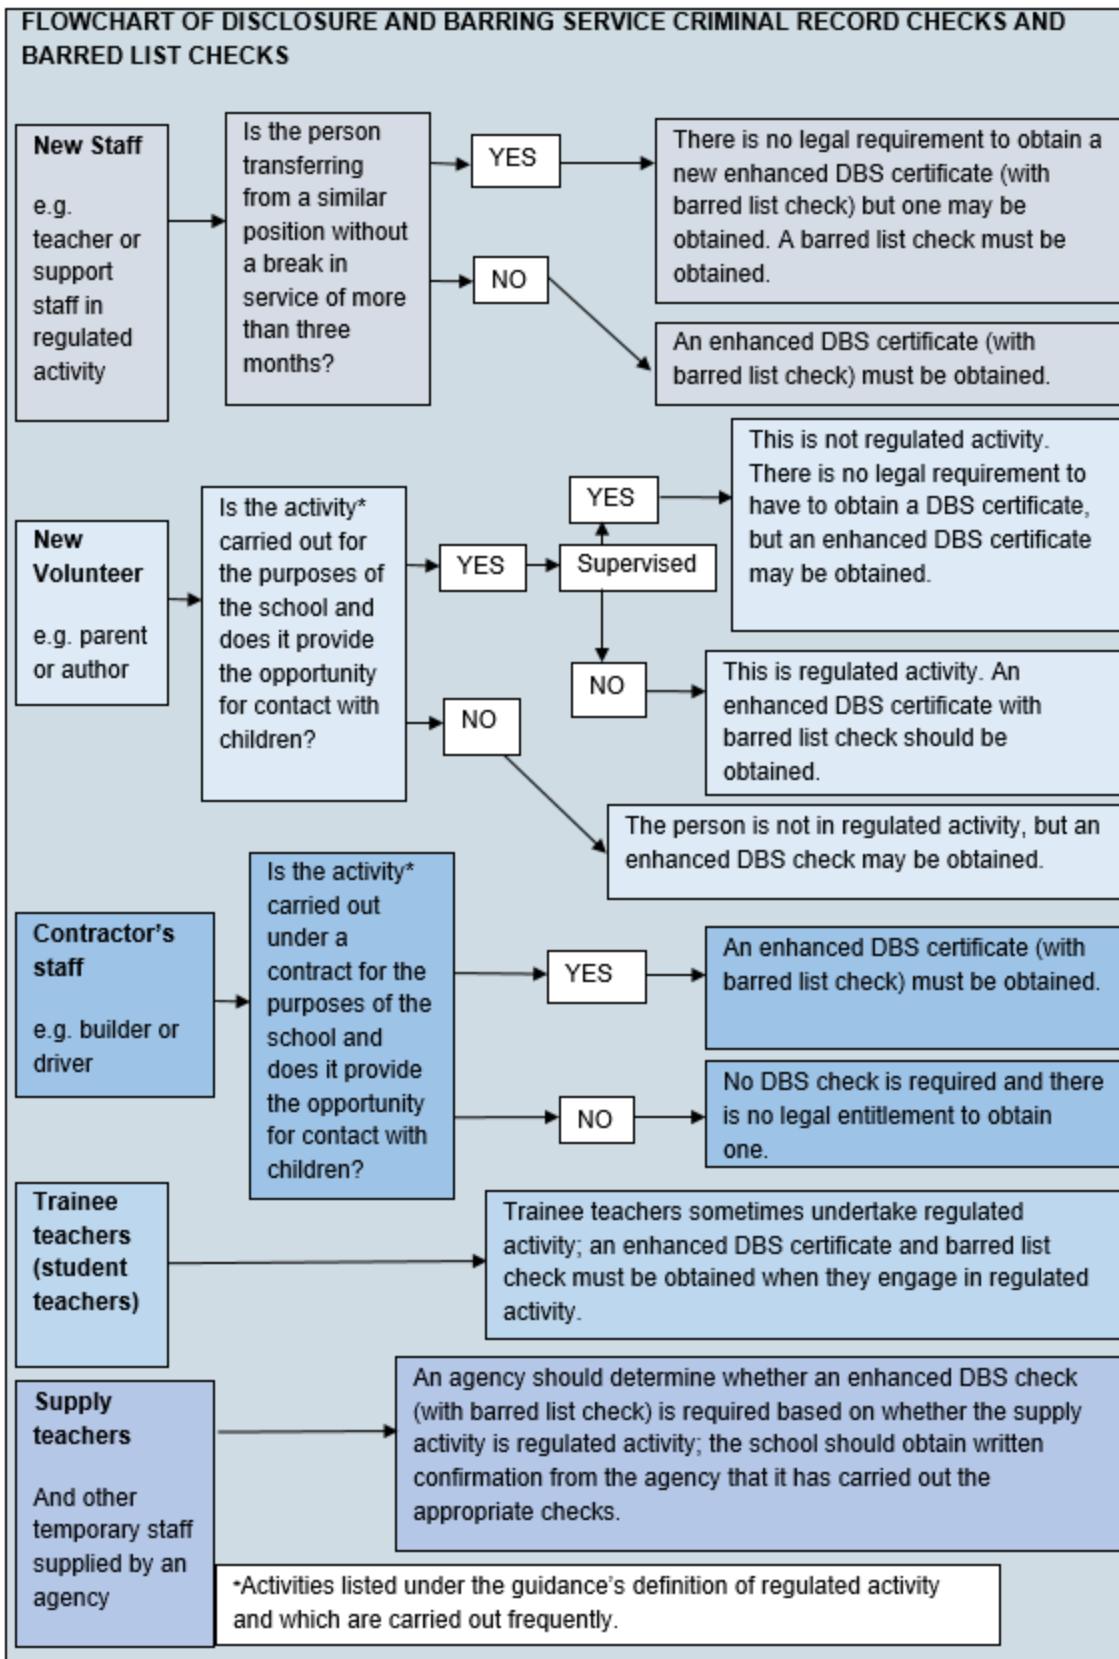 FLOWCHART OF DISCLOSURE AND BARRING SERVICE CRIMINAL RECORD CHECKS AND
BARRED LIST CHECKS
New Staff
e.g.
teacher or
support
staff in
regulated
activity
Is the person
transferring
from a similar
position without
a break in
service of more
than three
months?
YES
There is no legal requirement to obtain a
new enhanced DBS certificate (with
barred list check) but one may be
obtained. A barred list check must be
obtained.
NO
An enhanced DBS certificate (with
barred list check) must be obtained.
New
Volunteer
e.g. parent
or author
Is the activity*
carried out for
the purposes of
the school and
does it provide
the opportunity
for contact with
children?
YES
Supervised
YES
This is not regulated activity.
There is no legal requirement to
have to obtain a DBS certificate,
but an enhanced DBS certificate
may be obtained.
NO
This is regulated activity. An
enhanced DBS certificate with
barred list check should be
obtained.
NO
The person is not in regulated activity, but an
enhanced DBS check may be obtained.
Contractor's
staff
e.g. builder or
driver
Is the activity*
carried out
under a
contract for the
purposes of the
school and
does it provide
the opportunity
for contact with
children?
YES
An enhanced DBS certificate (with
barred list check) must be obtained.
NO
No DBS check is required and there
is no legal entitlement to obtain
one.
Trainee
teachers
(student
teachers)
Trainee teachers sometimes undertake regulated
activity; an enhanced DBS certificate and barred list
check must be obtained when they engage in regulated
activity.
Supply
teachers
And other
temporary staff
supplied by an
agency
An agency should determine whether an enhanced DBS check
(with barred list check) is required based on whether the supply
activity is regulated activity; the school should obtain written
confirmation from the agency that it has carried out the
appropriate checks.
*Activities listed under the guidance's definition of regulated activity
and which are carried out frequently.